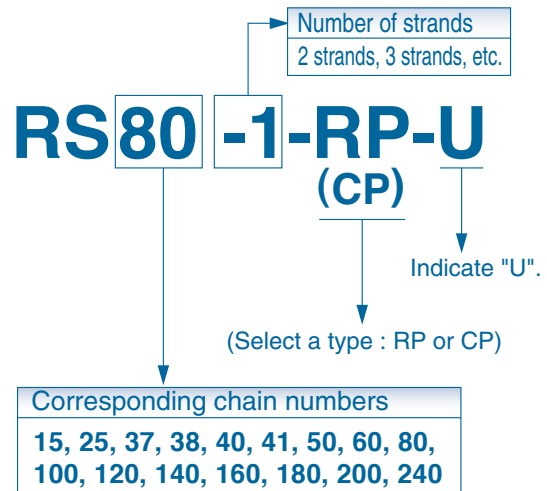 Number of strands
2 strands, 3 strands, etc.
RS80 -1-RP-U
(CP)
Indicate "U".
(Select a type : RP or CP)
Corresponding chain numbers
15, 25, 37, 38, 40, 41, 50, 60, 80,
100, 120, 140, 160, 180, 200, 240